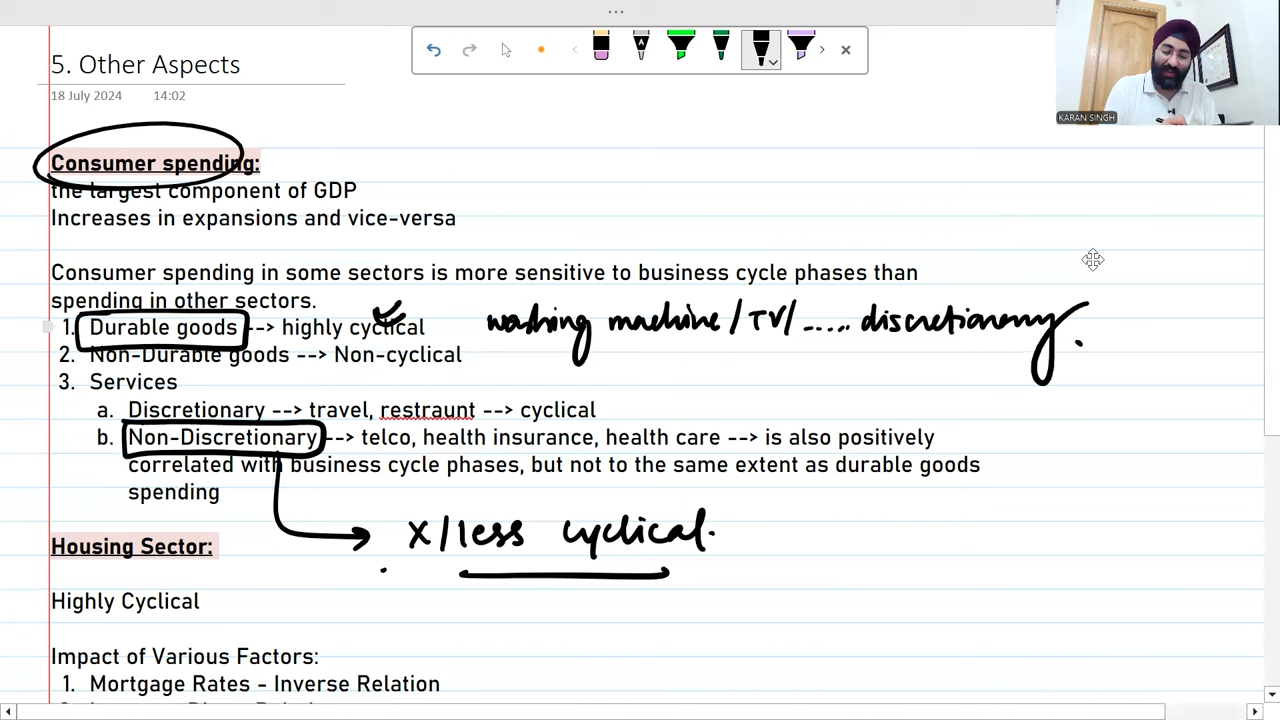 5. Other Aspects
18 July 2024 14:02
KARAN SINGH
Consumer spending:
the largest component of GDP
Increases in expansions and vice-versa
Consumer spending in some sectors is more sensitive to business cycle phases than
spending in other sectors.
1. Durable goods --> highly cyclical washing machine/TV/..... discretionary.
2. Non-Durable goods --> Non-cyclical
3. Services
a. Discretionary --> travel, restraunt --> cyclical
b. Non-Discretionary --> telco, health insurance, health care --> is also positively
correlated with business cycle phases, but not to the same extent as durable goods
spending
x/less cyclical.
Housing Sector:
Highly Cyclical
Impact of Various Factors:
1. Mortgage Rates - Inverse Relation